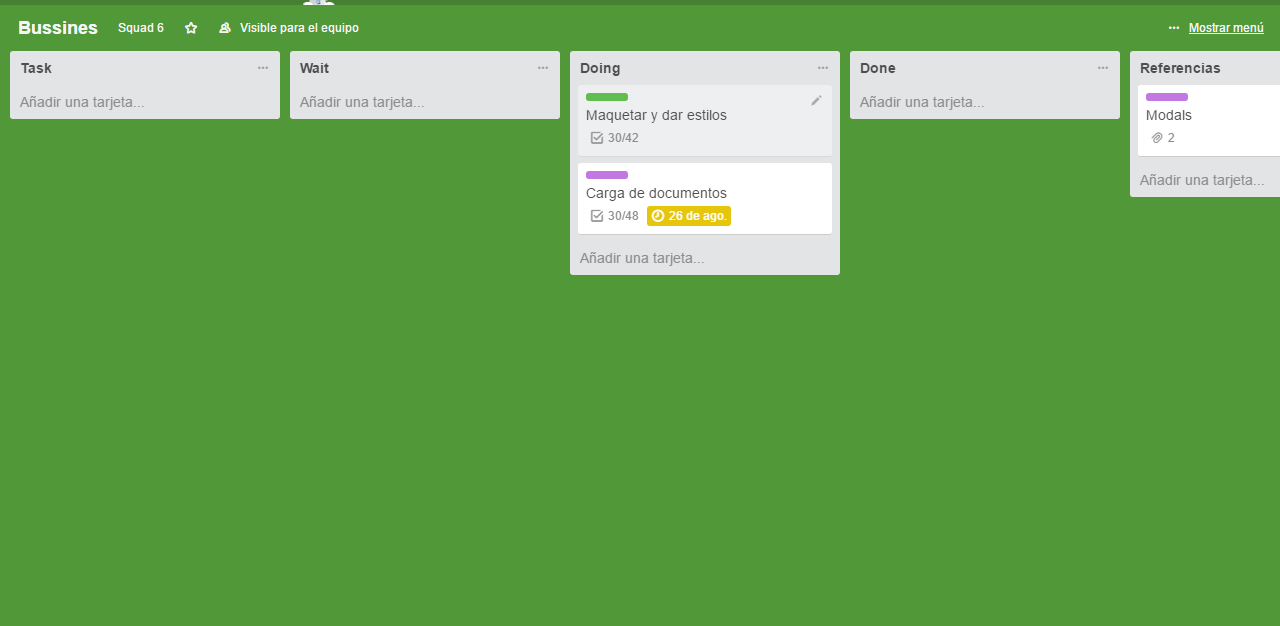 Bussines Squad 6 Visible para el equipo ··· Mostrar menú
Task ···
Añadir una tarjeta...
Wait ···
Añadir una tarjeta...
Doing ···
Maquetar y dar estilos
30/42
Carga de documentos
30/48 26 de ago.
Añadir una tarjeta...
Done ···
Añadir una tarjeta...
Referencias
Modals
2
Añadir una tarjeta...